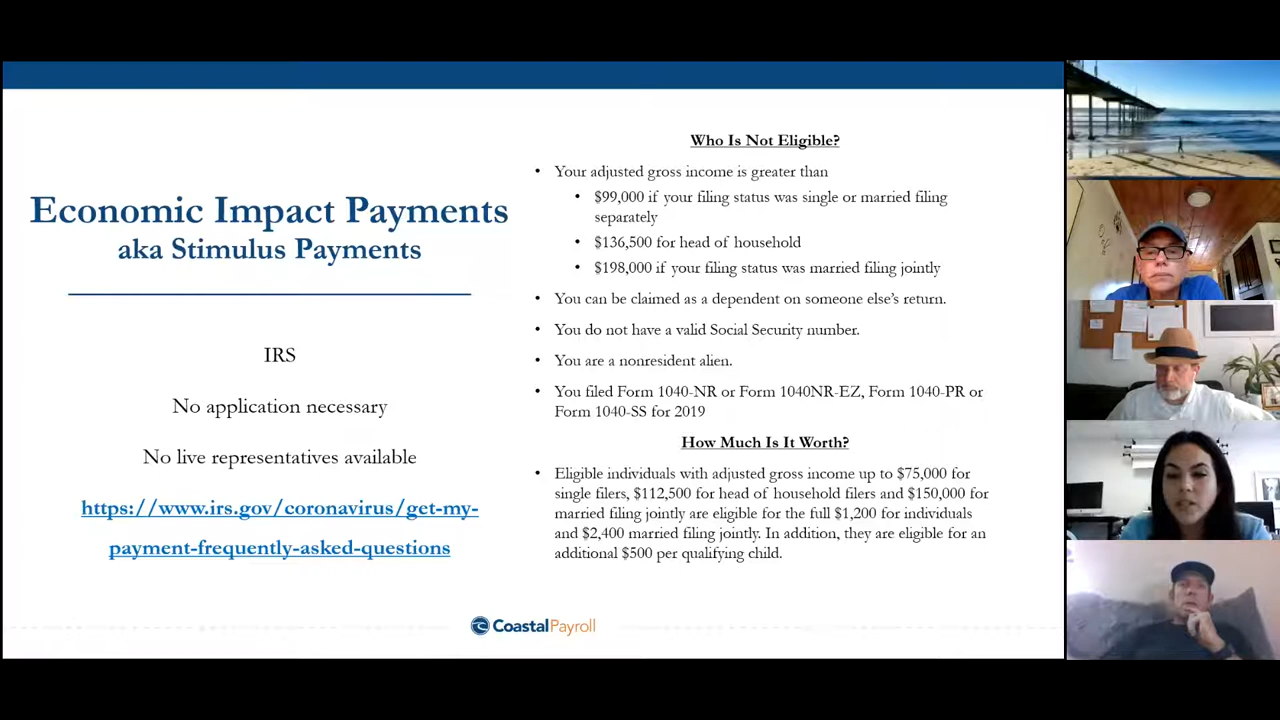 Economic Impact Payments
aka Stimulus Payments
IRS
No application necessary
No live representatives available
https://www.irs.gov/coronavirus/get-my-
payment-frequently-asked-questions
Who Is Not Eligible?
• Your adjusted gross income is greater than
• $99,000 if your filing status was single or married filing
separately
• $136,500 for head of household
• $198,000 if your filing status was married filing jointly
• You can be claimed as a dependent on someone else’s return.
• You do not have a valid Social Security number.
• You are a nonresident alien.
• You filed Form 1040-NR or Form 1040NR-EZ, Form 1040-PR or
Form 1040-SS for 2019
How Much Is It Worth?
• Eligible individuals with adjusted gross income up to $75,000 for
single filers, $112,500 for head of household filers and $150,000 for
married filing jointly are eligible for the full $1,200 for individuals
and $2,400 married filing jointly. In addition, they are eligible for an
additional $500 per qualifying child.
CoastalPayroll